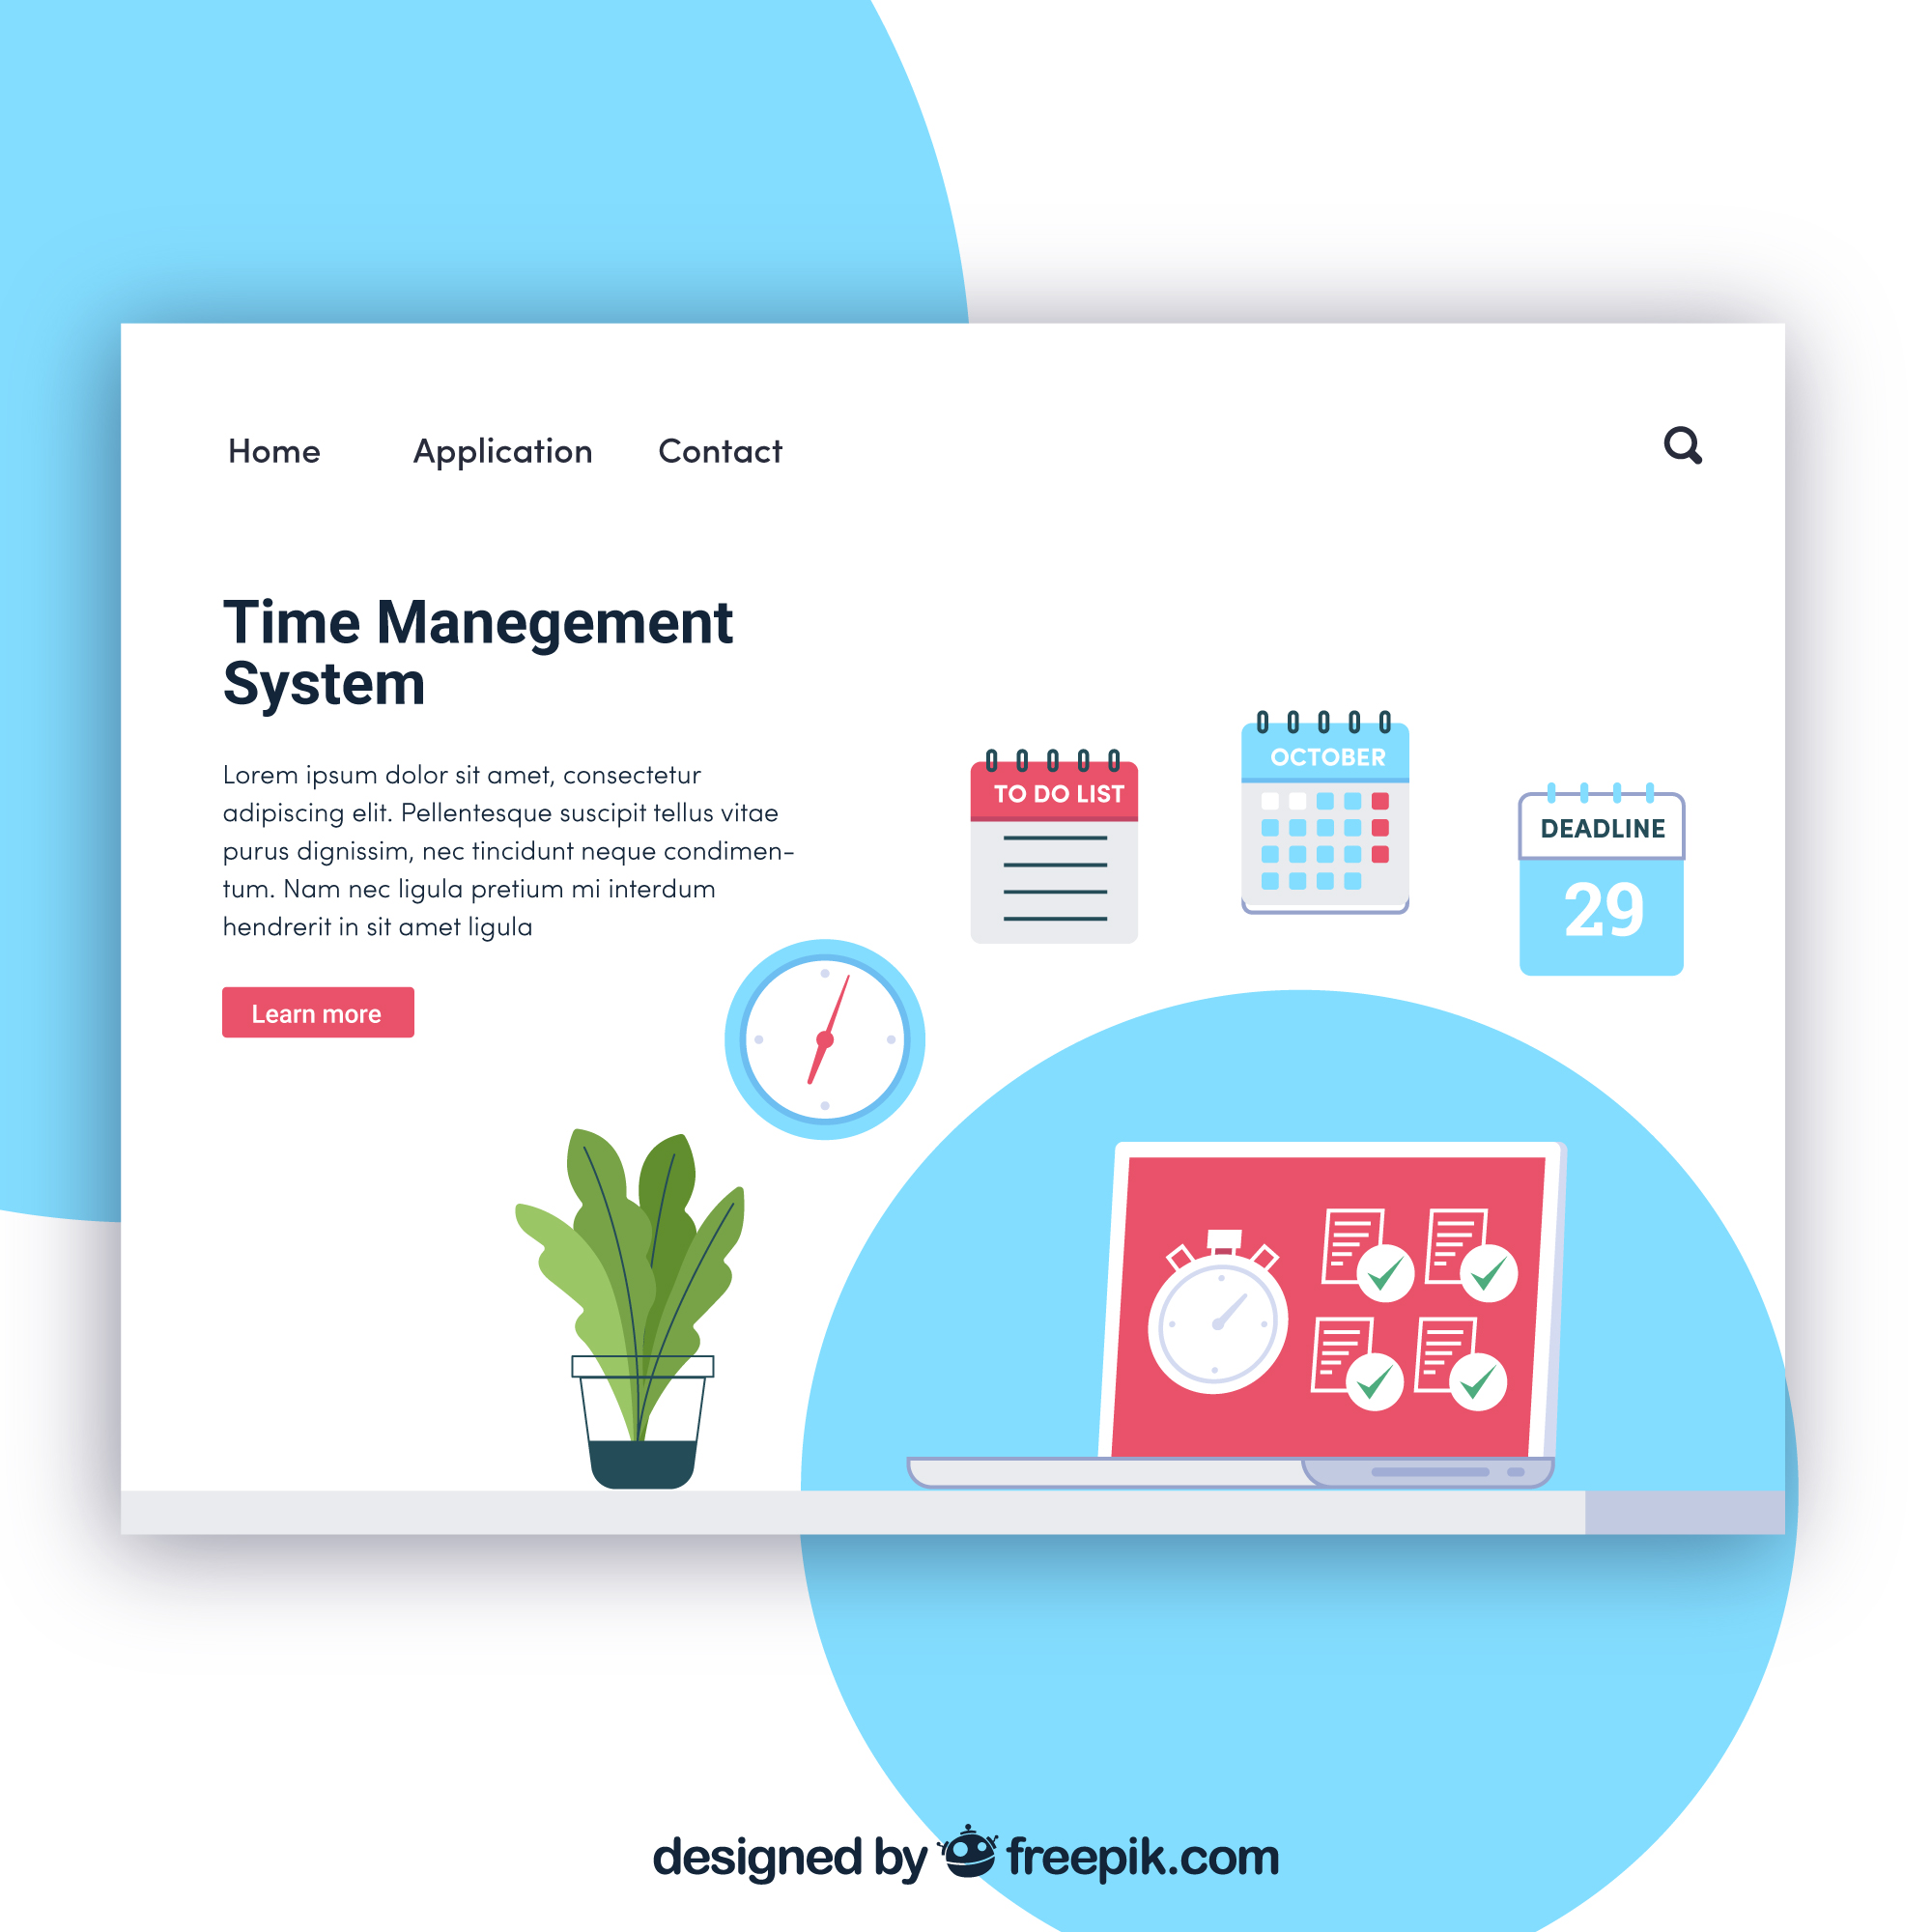 Home Application Contact
Time Manegement
System
Lorem ipsum dolor sit amet, consectetur
adipiscing elit. Pellentesque suscipit tellus vitae
purus dignissim, nec tincidunt neque condimen-
tum. Nam nec ligula pretium mi interdum
hendrerit in sit amet ligula
Learn more
TO DO LIST
OCTOBER
DEADLINE
29
designed by freepik.com